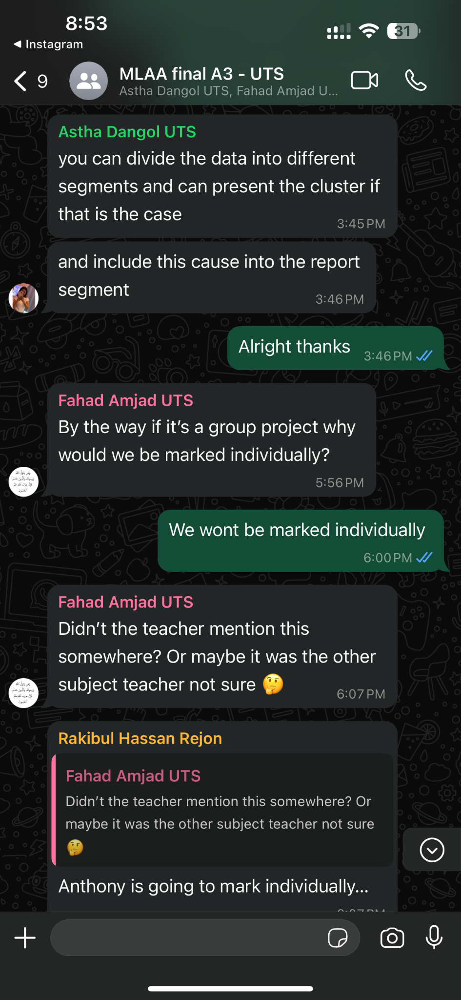 8:53
31
◀ Instagram
9
MLAA final A3 - UTS
Astha Dangol UTS, Fahad Amjad U...
Astha Dangol UTS
you can divide the data into different
segments and can present the cluster if
that is the case
3:45 PM
and include this cause into the report
segment
3:46 PM
Alright thanks
3:46 PM
Fahad Amjad UTS
By the way if it’s a group project why
would we be marked individually?
5:56 PM
We wont be marked individually
6:00 PM
Fahad Amjad UTS
Didn’t the teacher mention this
somewhere? Or maybe it was the other
subject teacher not sure 🤔
6:07 PM
Rakibul Hassan Rejon
Fahad Amjad UTS
Didn’t the teacher mention this somewhere? Or
maybe it was the other subject teacher not sure
🤔
Anthony is going to mark individually...